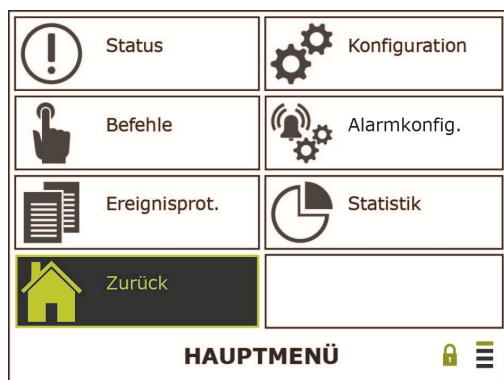 Status
Konfiguration
Befehle
Alarmkonfig.
Ereignisprot.
Statistik
Zurück
HAUPTMENÜ